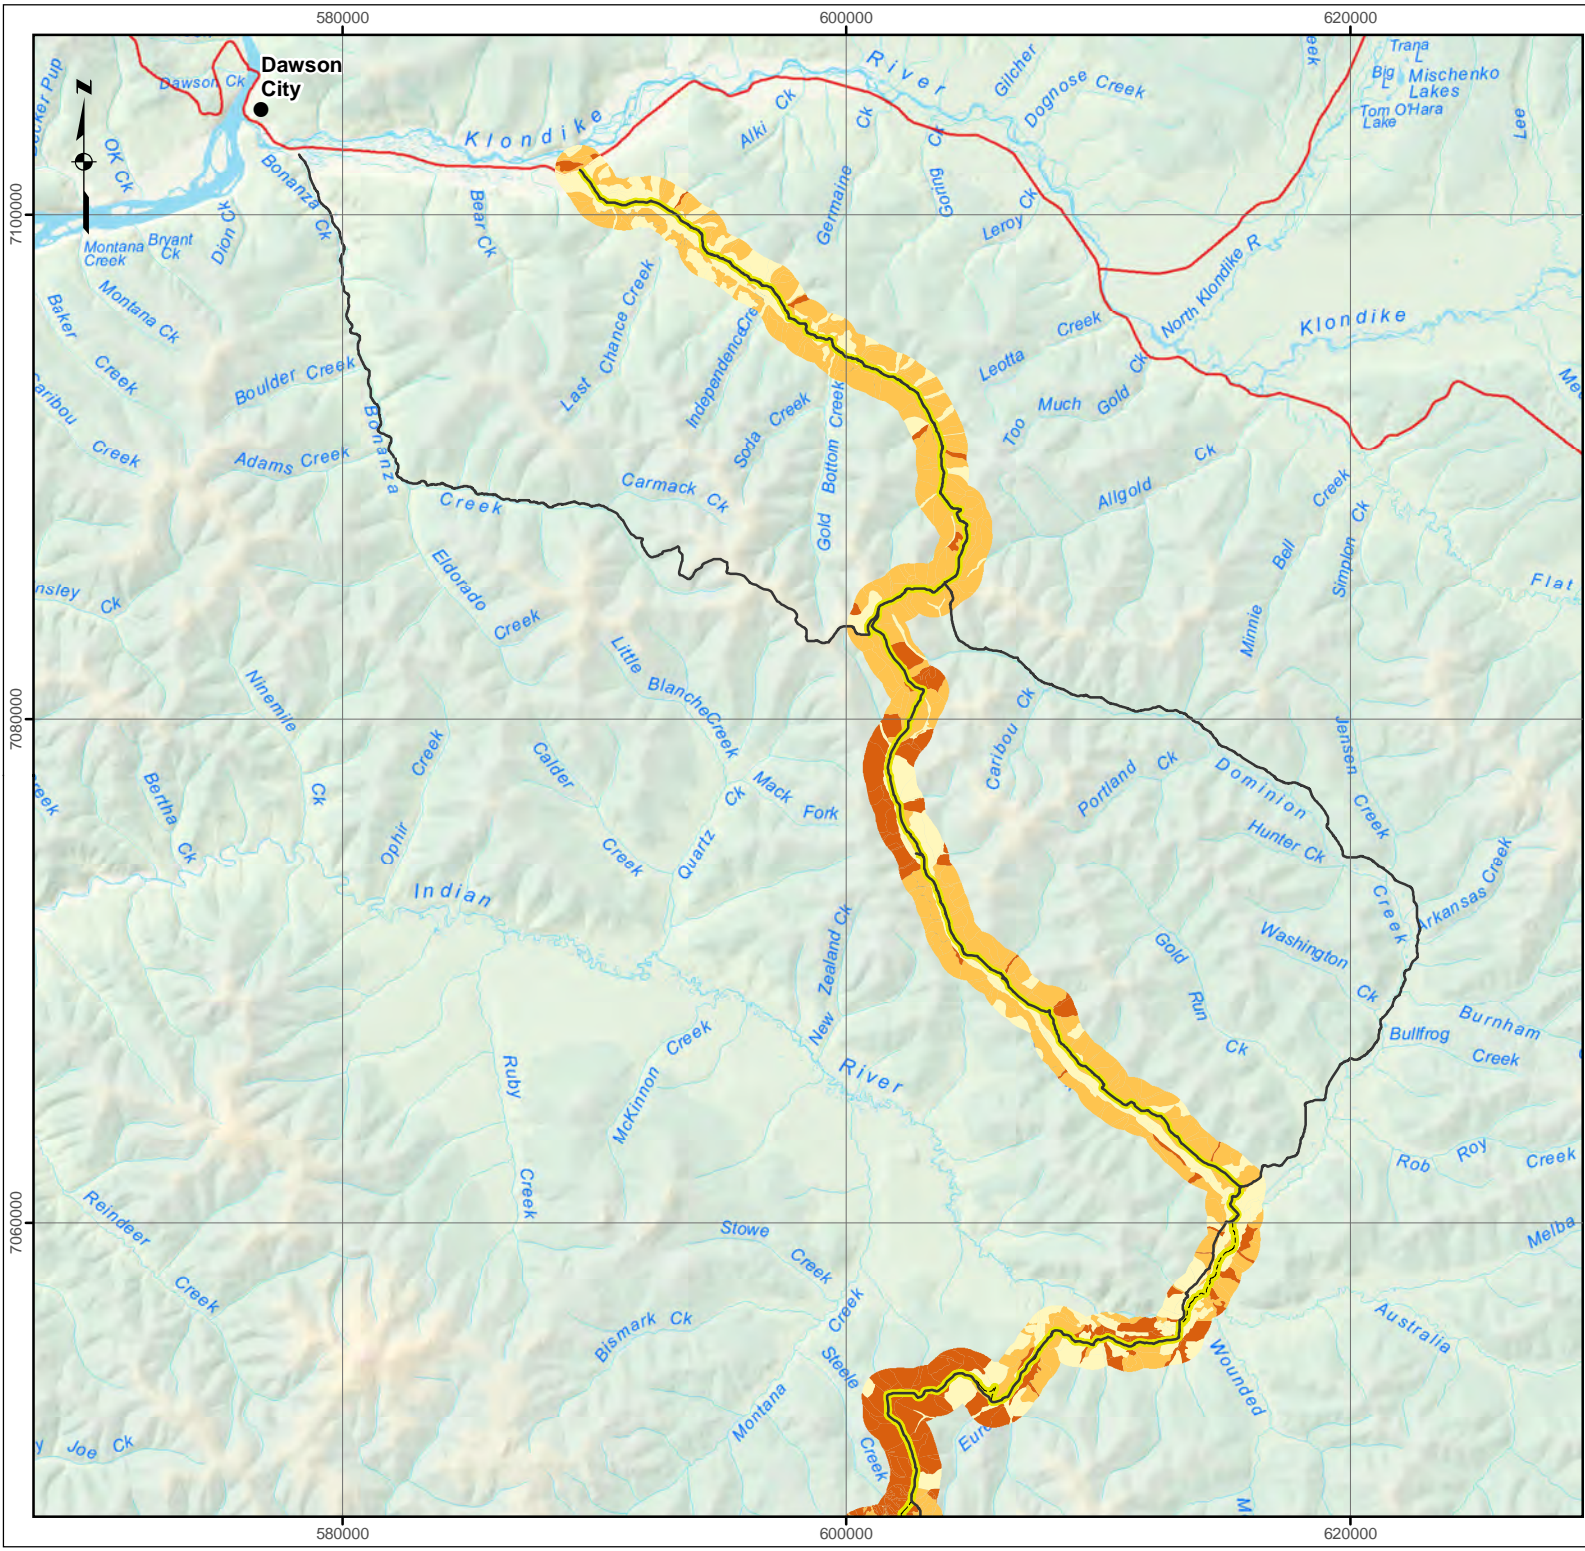 580000
600000
620000
Dawson
City
Dawson Ck
OK Ck
Klondike
River
Gilcher
Dognose Creek
Trana
L
Big
L
Mischenko
Lakes
Tom O'Hara
Lake
Lee
Alki
Ck
Ck
Ck
Goring
Germaine
Leroy
Ck
Bonanza Ck
Bear Ck
Dion Ck
7100000
Montana
Creek
Bryant
Ck
Montana Ck
Baker
Creek
Boulder Creek
Adams Creek
Creek
Last Chance Creek
Independence
Soda Creek
Gold Bottom Creek
Carmack Ck
North Klondike R
Klondike
Leotta Creek
Too Much Gold Ck
Allgold Ck
Bonanza
Creek
Eldorado
Creek
Minnie Bell Creek
Simplon Ck
Flat
Ck
Little
Blanche Creek
Ninemile
Ck
7080000
Bertha
Ck
Ophir Creek
Calder
Creek
Quartz Ck
Mack
Fork
Caribou Ck
Portland Ck
Dominion
Creek
Jensen
Creek
Hunter Ck
Arkansas Creek
Indian
River
New Zealand Ck
Gold
Run
Ck
Washington
Ck
Burnham
Creek
Bullfrog
Ruby
Creek
McKinnon Creek
Rob Roy Creek
7060000
Reindeer
Creek
Stowe
Creek
Melba
Bismark Ck
Montana Creek
Steele
Creek
Australia
Wounded
M
Joe Ck
580000
600000
620000